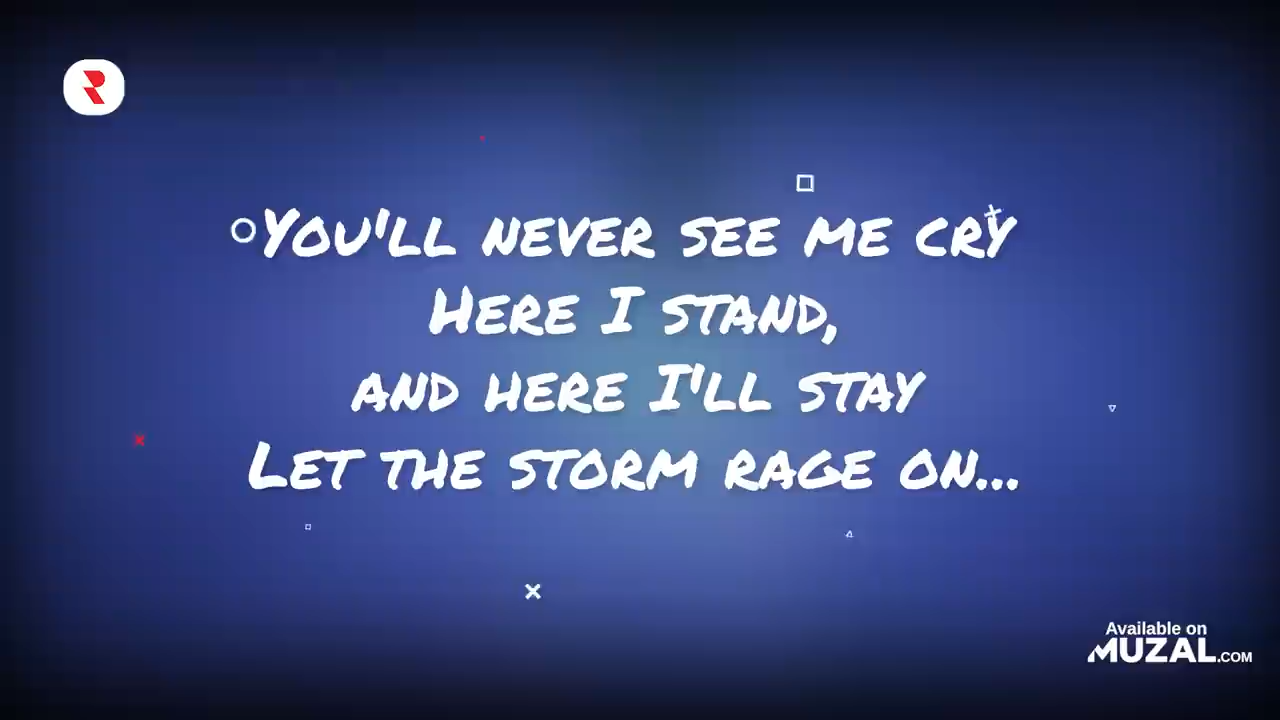 You'll never see me cry
Here I stand,
and here I'll stay
Let the storm rage on...
Available on
MUZAL.COM